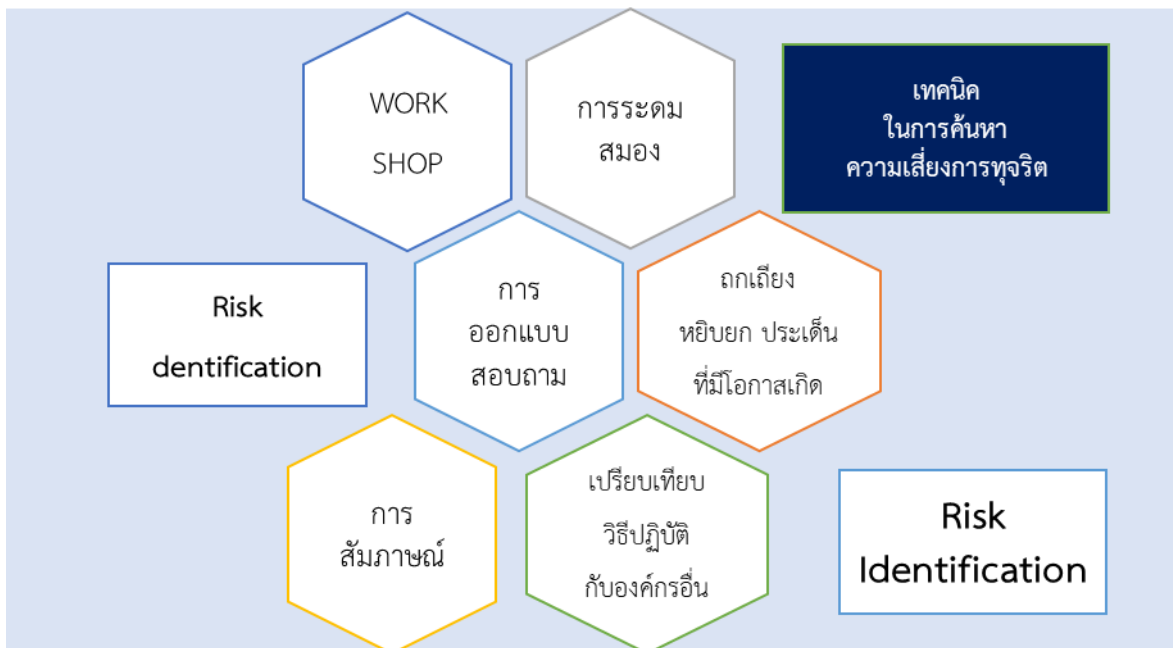 WORK
SHOP
การระดม
สมอง
เทคนิค
ในการค้นหา
ความเสี่ยงการทุจริต
Risk
dentification
การ
ออกแบบ
สอบถาม
ถกเถียง
หยิบยก ประเด็น
ที่มีโอกาสเกิด
การ
สัมภาษณ์
เปรียบเทียบ
วิธีปฏิบัติ
กับองค์กรอื่น
Risk
Identification